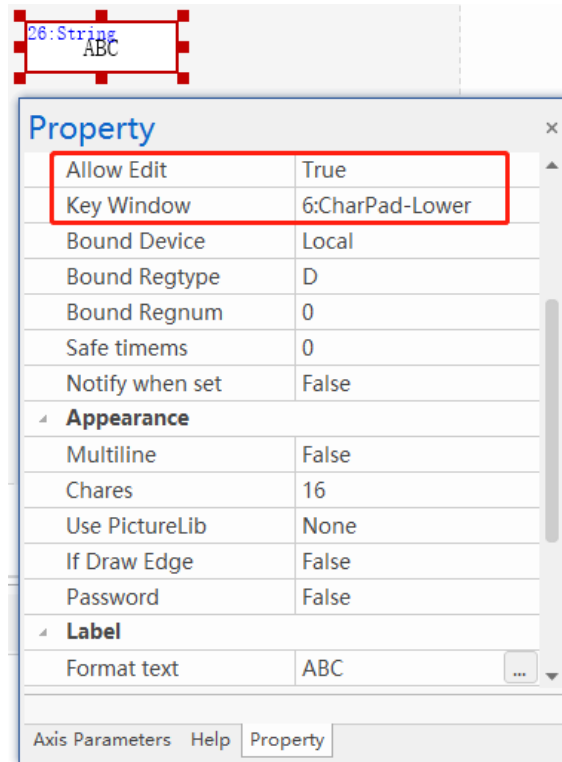 26:String
ABC
Property
Allow Edit True
Key Window 6:CharPad-Lower
Bound Device Local
Bound Regtype D
Bound Regnum 0
Safe timems 0
Notify when set False
Appearance
Multiline False
Chares 16
Use PictureLib None
If Draw Edge False
Password False
Label
Format text ABC ...
Axis Parameters Help Property